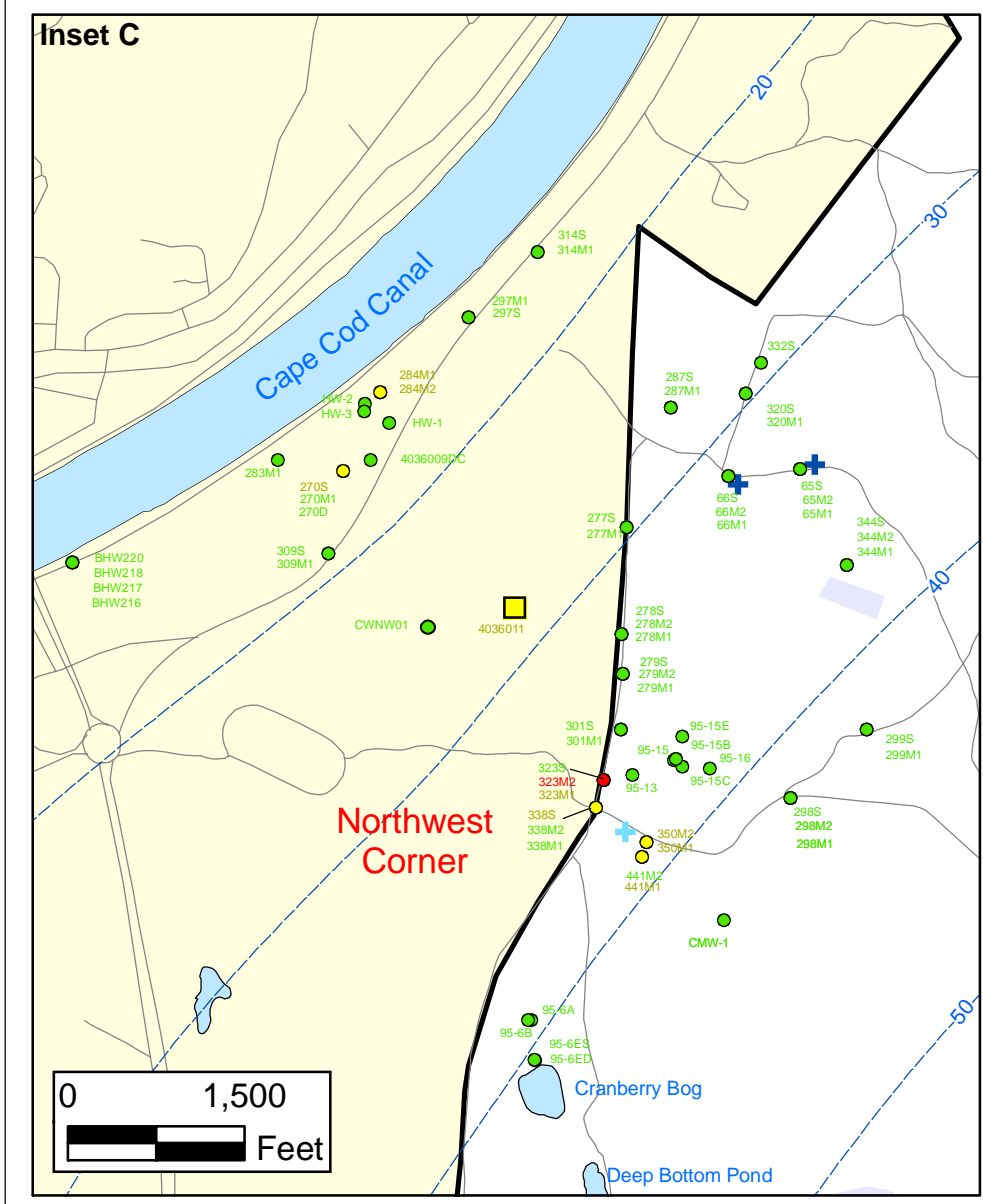 Inset C
20
30
314S
314M1
Cape Cod Canal
297M1
297S
332S
284M1
284M2
287S
287M1
HW-2
HW-3
HW-1
320S
320M1
283M1
4036009DC
270S
270M1
270D
66S
66M2
66M1
65S
65M2
65M1
277S
277M1
344S
344M2
344M1
309S
309M1
BHW220
BHW218
BHW217
BHW216
40
CWNW01
4036011
278S
278M2
278M1
279S
279M2
279M1
301S
301M1
95-15E
95-15B
95-15
95-16
95-15C
95-13
299S
299M1
323S
323M2
323M1
338S
338M2
338M1
Northwest
Corner
298S
298M2
298M1
350M2
350M1
441M2
441M1
CMW-1
50
95-6A
95-6B
95-6ES
95-6ED
Cranberry Bog
0 1,500
Feet
Deep Bottom Pond